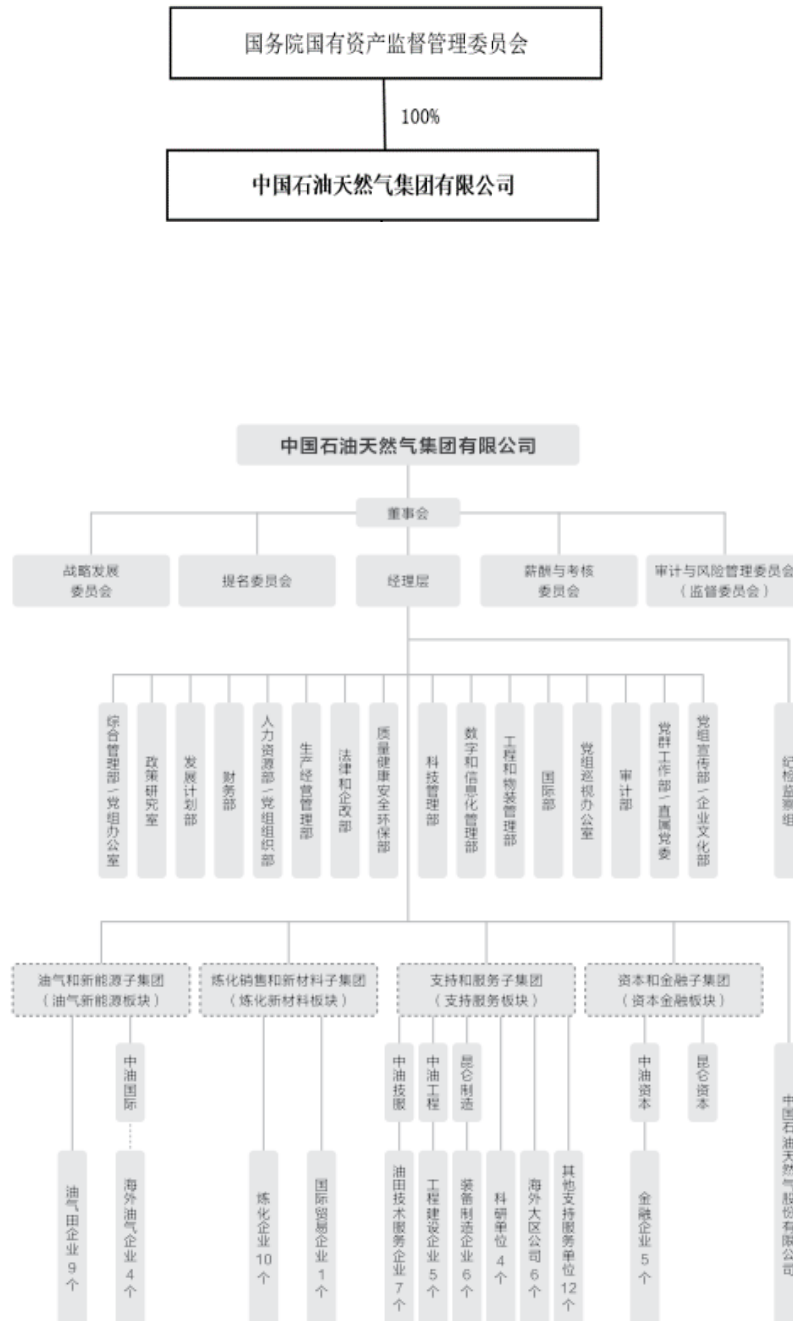 国务院国有资产监督管理委员会
100%
中国石油天然气集团有限公司
中国石油天然气集团有限公司
董事会
战略发展
委员会
提名委员会
经理层
薪酬与考核
委员会
审计与风险管理委员会
（监督委员会）
综合管理部/党组办公室
政策研究室
发展计划部
财务部
人力资源部/党组组织部
生产经营管理部
法律和企改部
质量健康安全环保部
科技管理部
数字和信息化管理部
工程和物装管理部
国际部
党组巡视办公室
审计部
党群工作部/直属党委
党组宣传部/企业文化部
纪检监察组
油气和新能源子集团
（油气新能源板块）
炼化销售和新材料子集团
（炼化新材料板块）
支持和服务子集团
（支持服务板块）
资本和金融子集团
（资本金融板块）
中油国际
中油技服
中油工程
昆仑制造
中油资本
昆仑资本
中国石油天然气股份有限公司
油气田企业9个
海外油气企业4个
炼化企业10个
国际贸易企业1个
油田技术服务企业7个
工程建设企业5个
装备制造企业6个
科研单位4个
海外大区公司6个
其他支持服务单位12个
金融企业5个